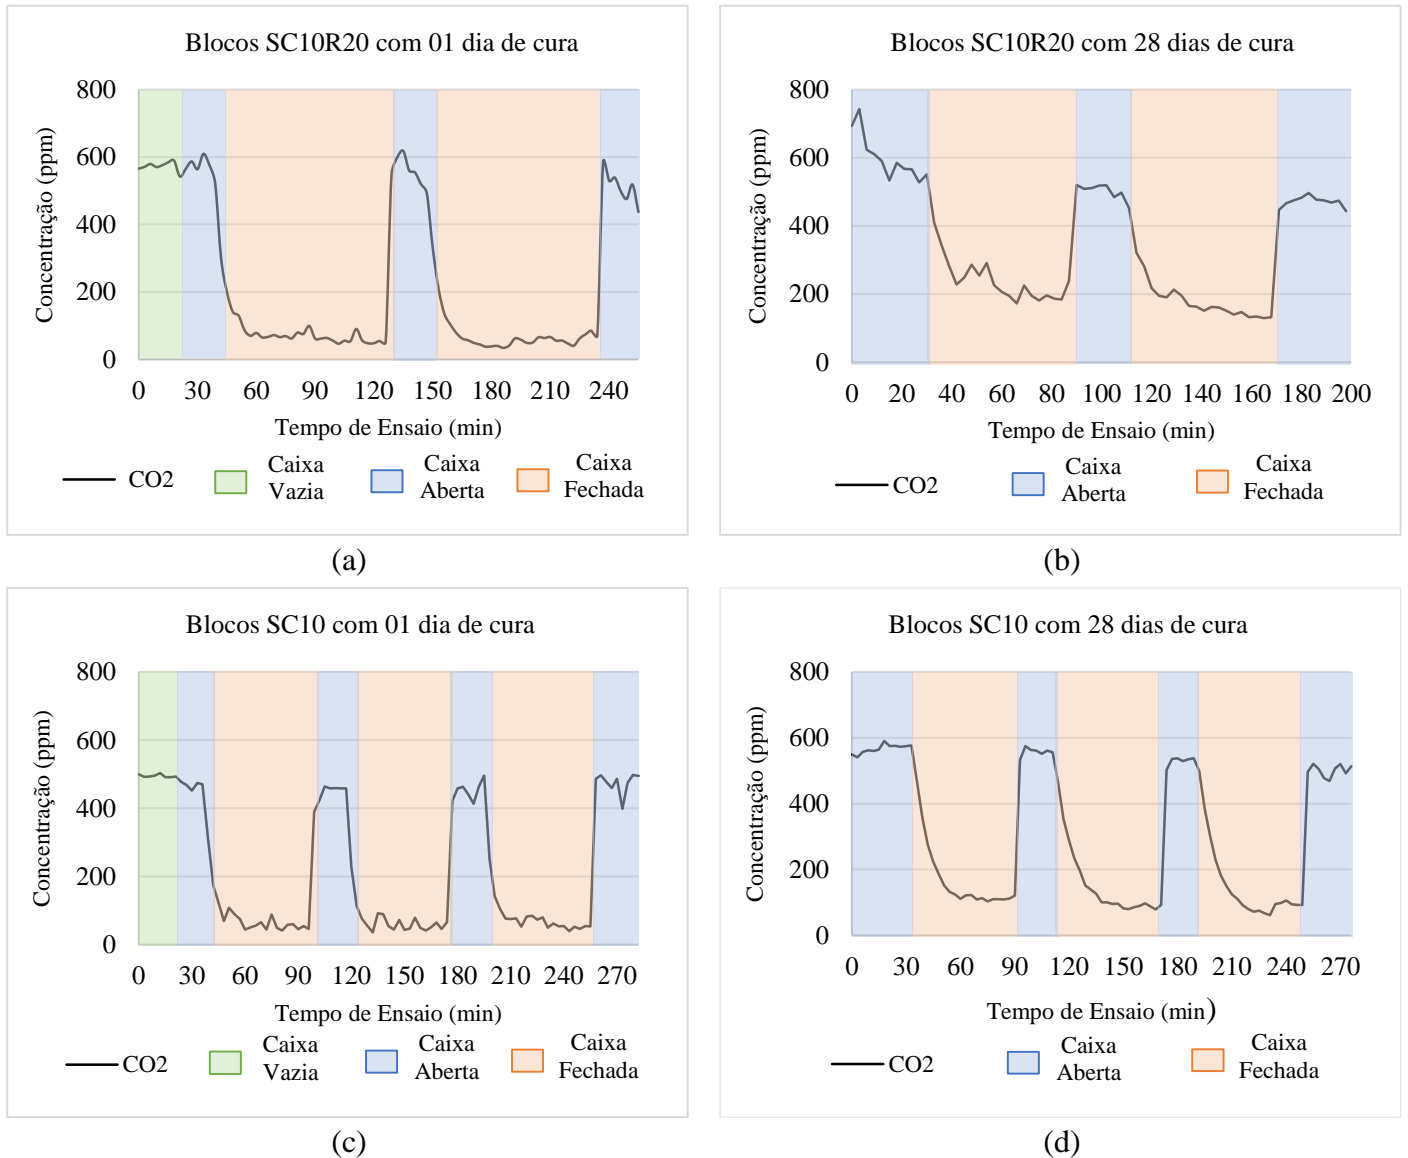 Blocos SC10R20 com 01 dia de cura
800
600
400
200
0
Concentração (ppm)
0 30 60 90 120 150 180 210 240
Tempo de Ensaio (min)
CO2
Caixa
Vazia
Caixa
Aberta
Caixa
Fechada
(a)
Blocos SC10R20 com 28 dias de cura
800
600
400
200
0
Concentração (ppm)
0 20 40 60 80 100 120 140 160 180 200
Tempo de Ensaio (min)
CO2
Caixa
Aberta
Caixa
Fechada
(b)
Blocos SC10 com 01 dia de cura
800
600
400
200
0
Concentração (ppm)
0 30 60 90 120 150 180 210 240 270
Tempo de Ensaio (min)
CO2
Caixa
Vazia
Caixa
Aberta
Caixa
Fechada
(c)
Blocos SC10 com 28 dias de cura
800
600
400
200
0
Concentração (ppm)
0 30 60 90 120 150 180 210 240 270
Tempo de Ensaio (min)
CO2
Caixa
Aberta
Caixa
Fechada
(d)